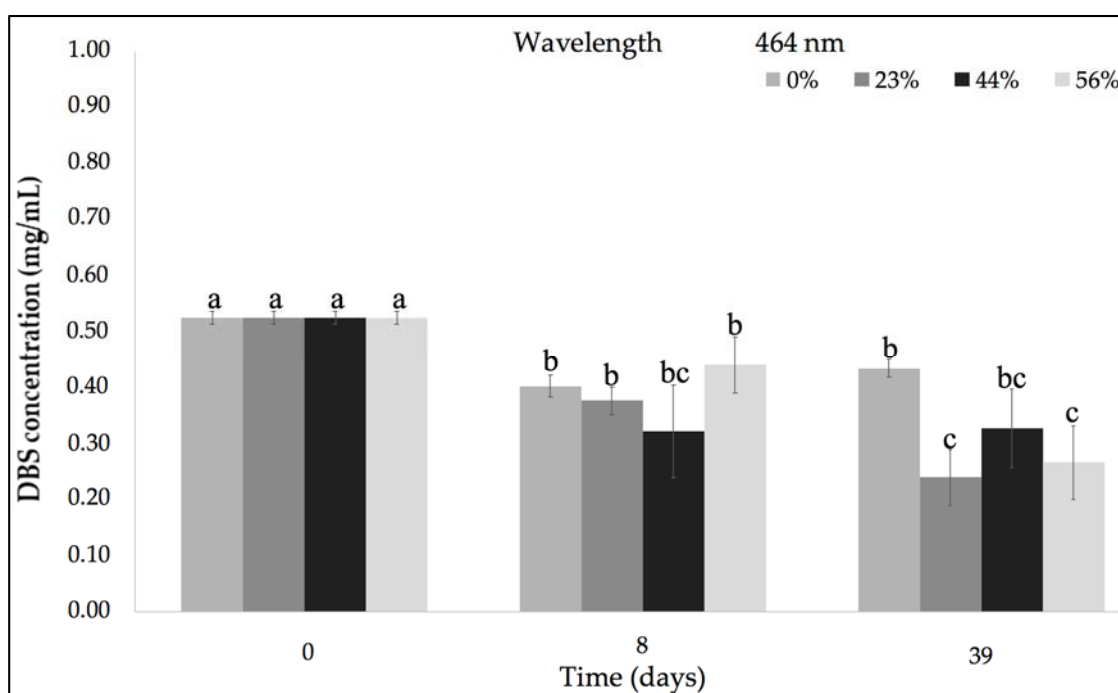 Wavelength 464 nm
0% 23% 44% 56%
DBS concentration (mg/mL)
1.00
0.90
0.80
0.70
0.60
0.50
0.40
0.30
0.20
0.10
0.00
a a a a
b b bc b
b c bc c
0 8 39
Time (days)